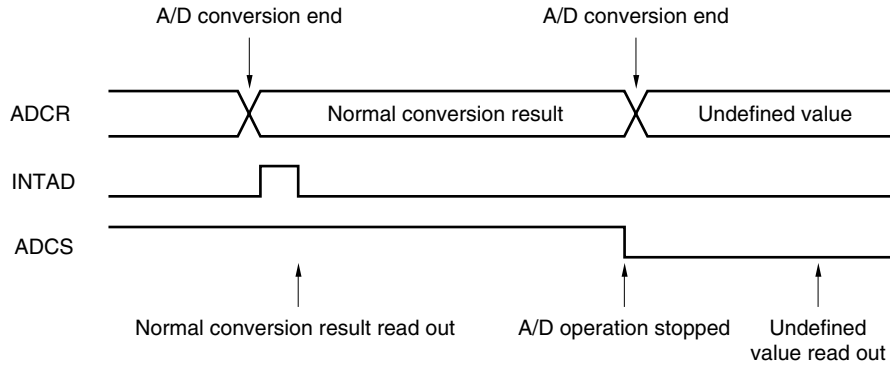 A/D conversion end
A/D conversion end
ADCR
Normal conversion result
Undefined value
INTAD
ADCS
Normal conversion result read out
A/D operation stopped
Undefined
value read out